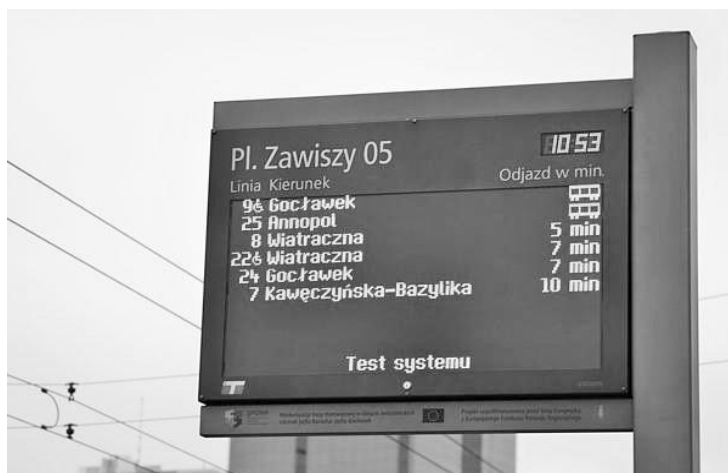 Pl. Zawiszy 05
10:53
Linia Kierunek
Odjazd w min.
9 Gocławek
25 Annopol
8 Wiatraczna 5 min
22 Wiatraczna 7 min
24 Gocławek 7 min
7 Kawęczyńska-Bazylika 10 min
Test systemu